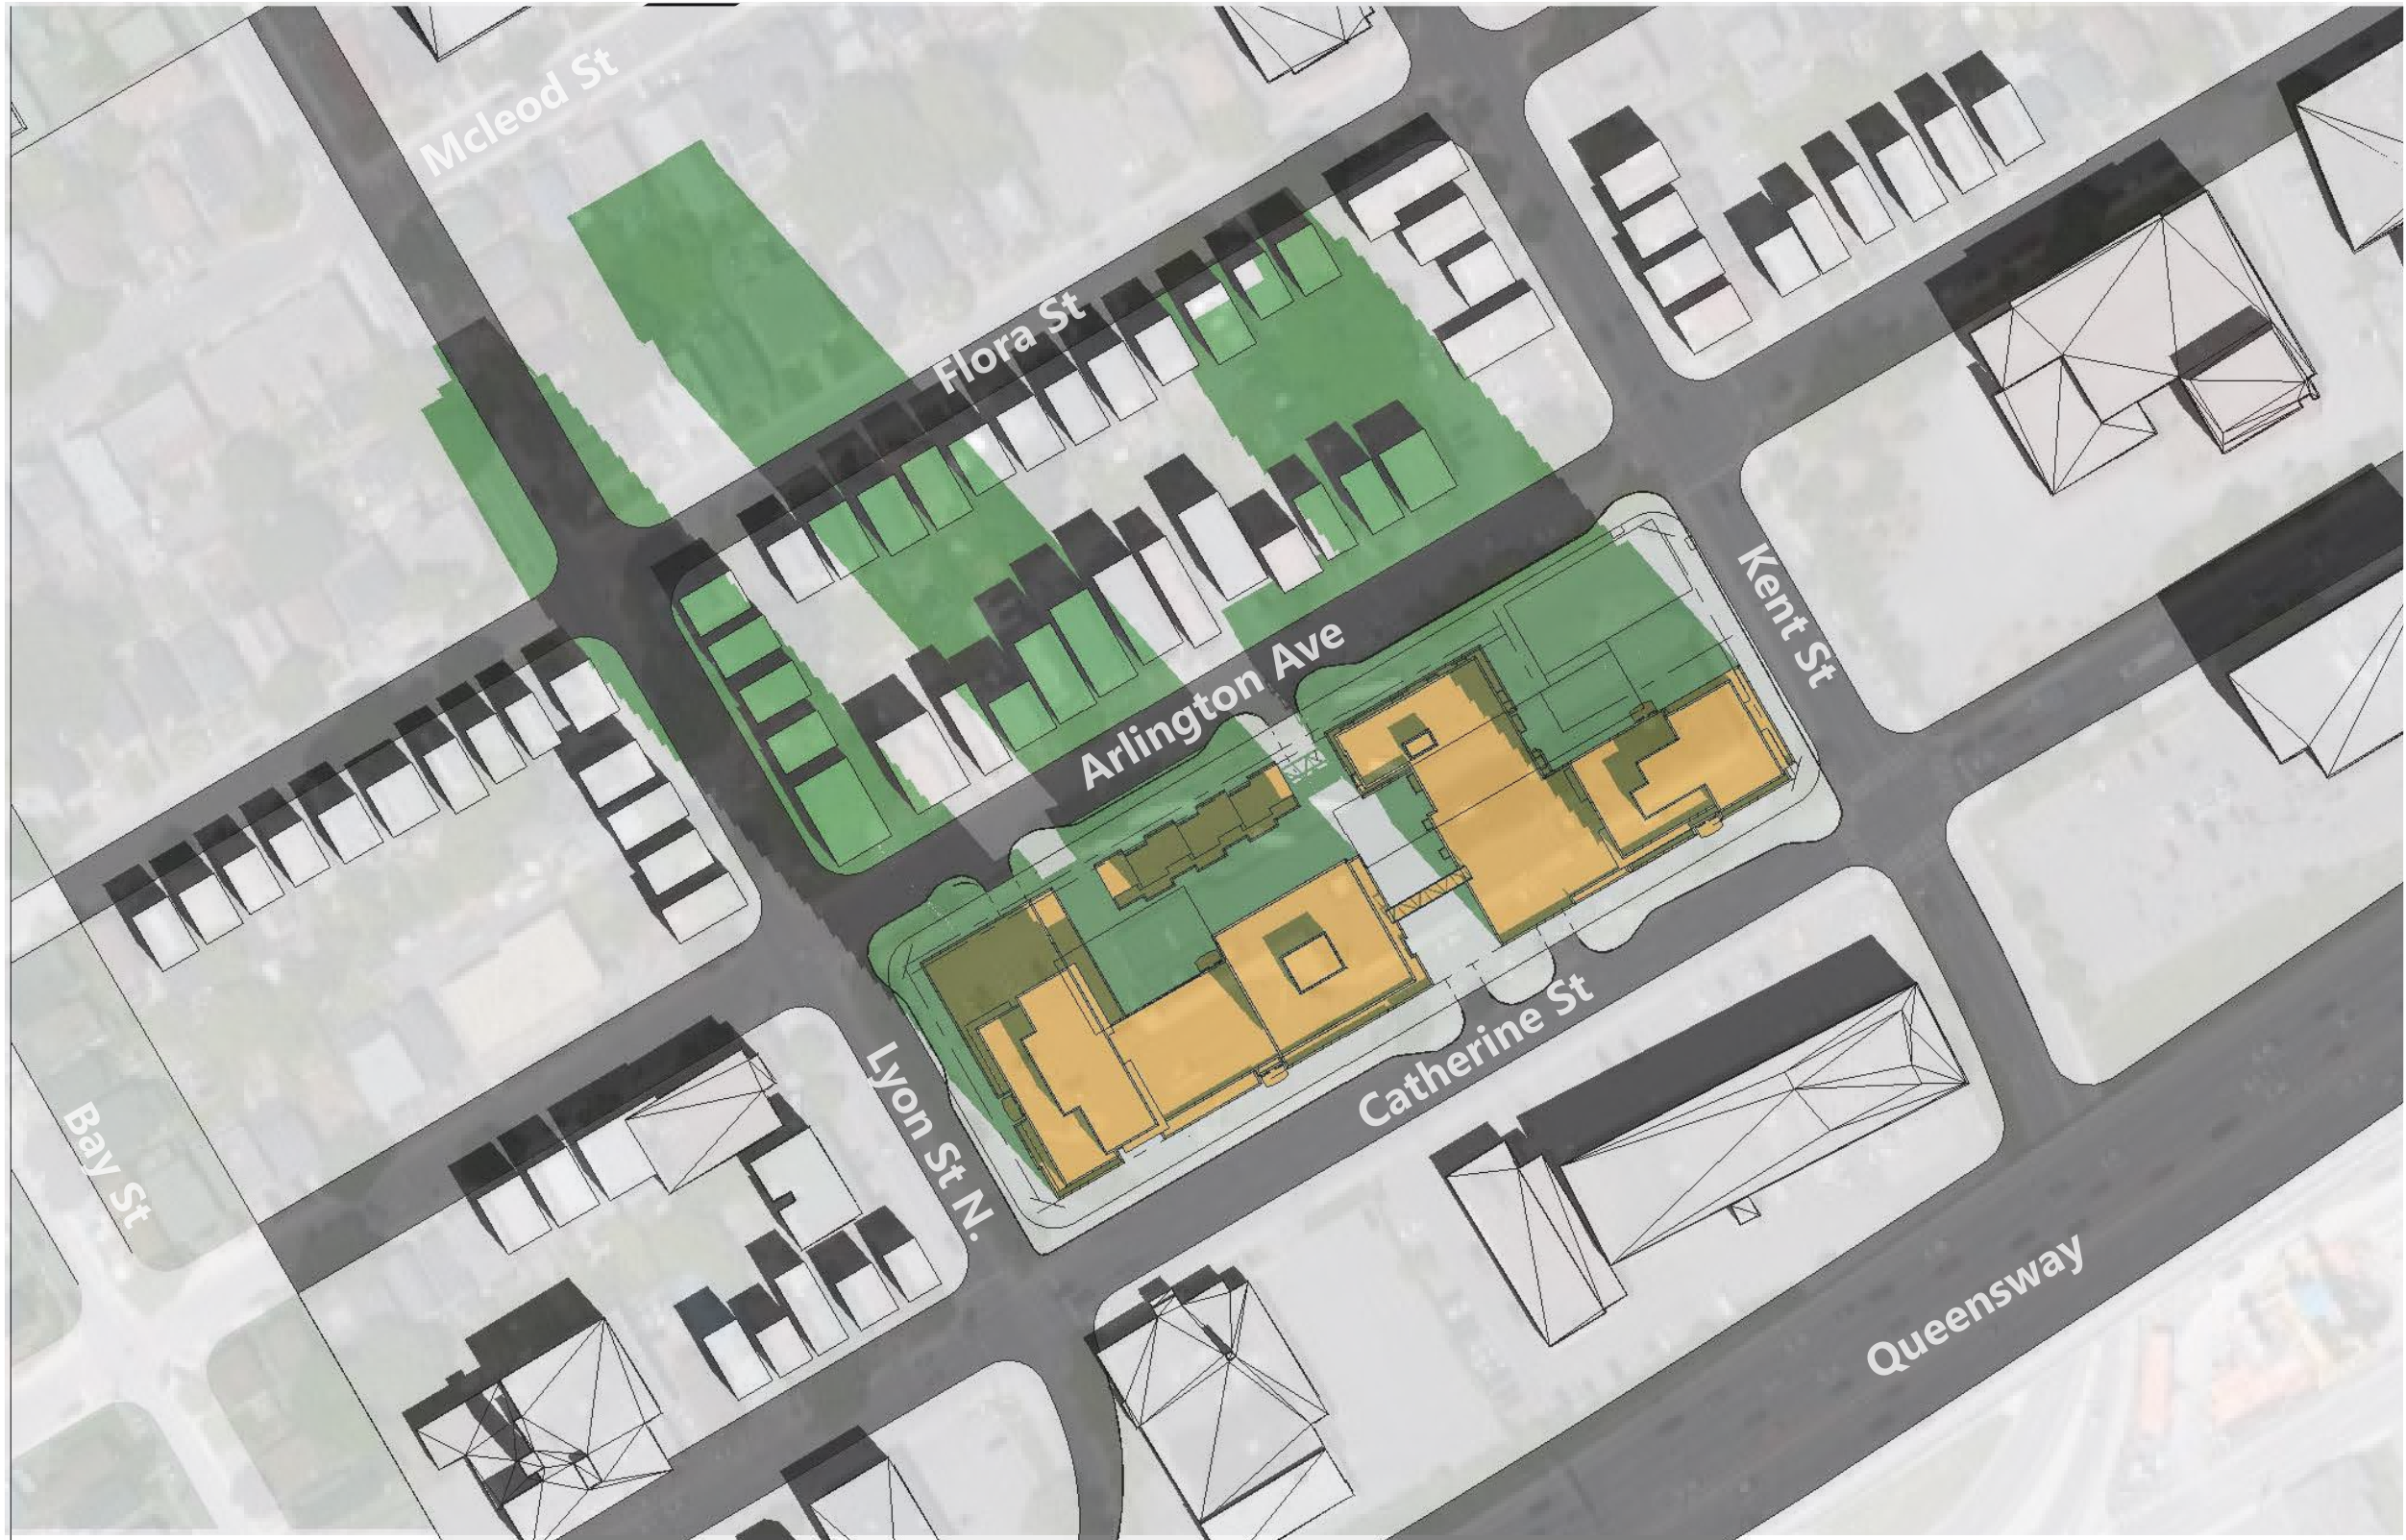 Mcleod St
Flora St
Arlington Ave
Kent St
Catherine St
Lyon St N.
Bay St
Queensway